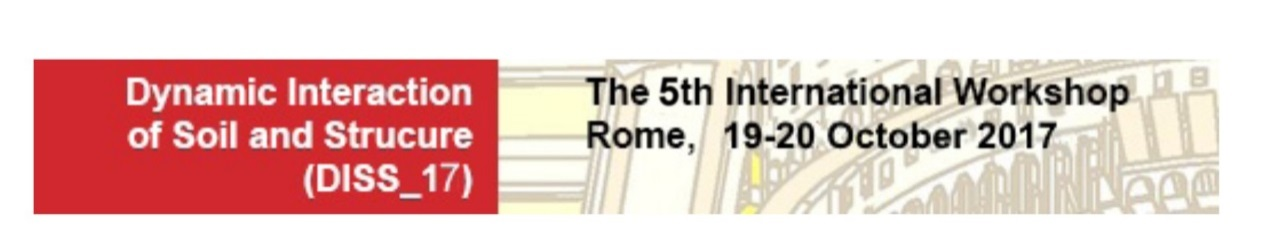 Dynamic Interaction
of Soil and Strucure
(DISS_17)
The 5th International Workshop
Rome, 19-20 October 2017